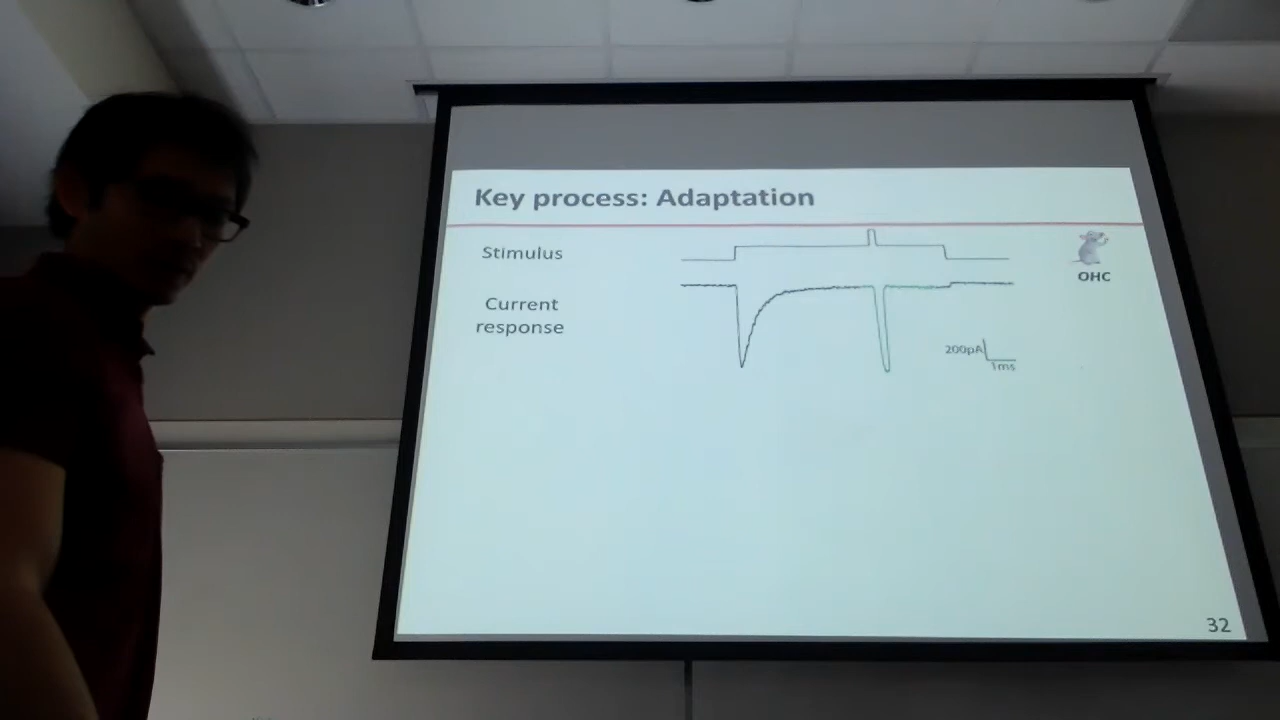 Key process: Adaptation
Stimulus
OHC
Current
response
200pA
1ms
32